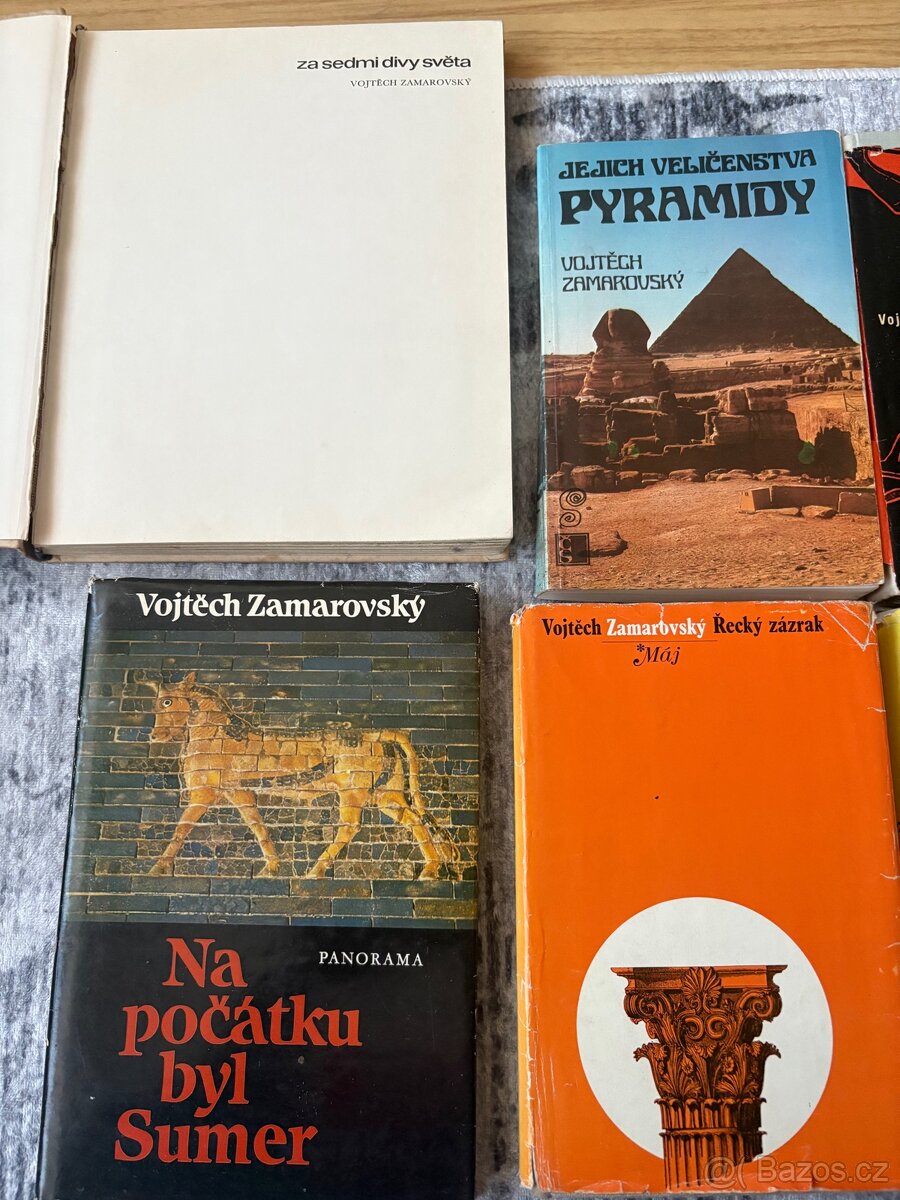 za sedmi divy světa
VOJTĚCH ZAMAROVSKÝ
JEJICH VELIČENSTVA
PYRAMIDY
VOJTĚCH
ZAMAROVSKÝ
Voj
Vojtěch Zamarovský
PANORAMA
Na
počátku
byl
Sumer
Vojtěch Zamarovský Řecký zázrak
*Máj
Bazos.cz